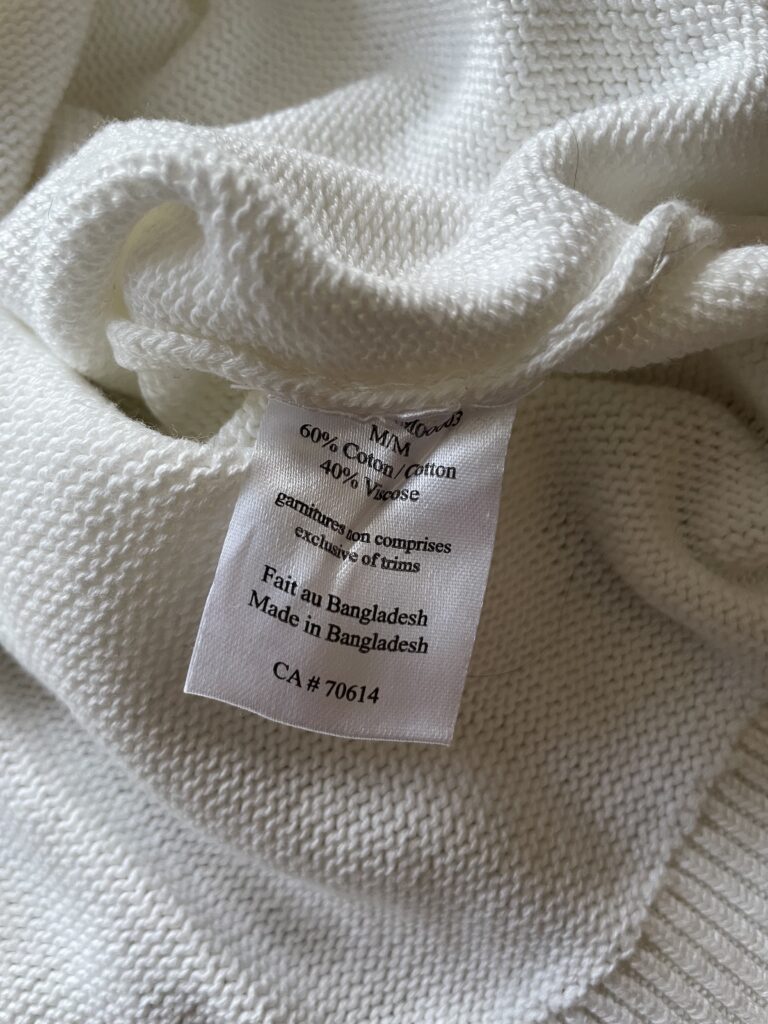 M/M
60% Coton / Cotton
40% Viscose
garnitures non comprises
exclusive of trims
Fait au Bangladesh
Made in Bangladesh
CA # 70614